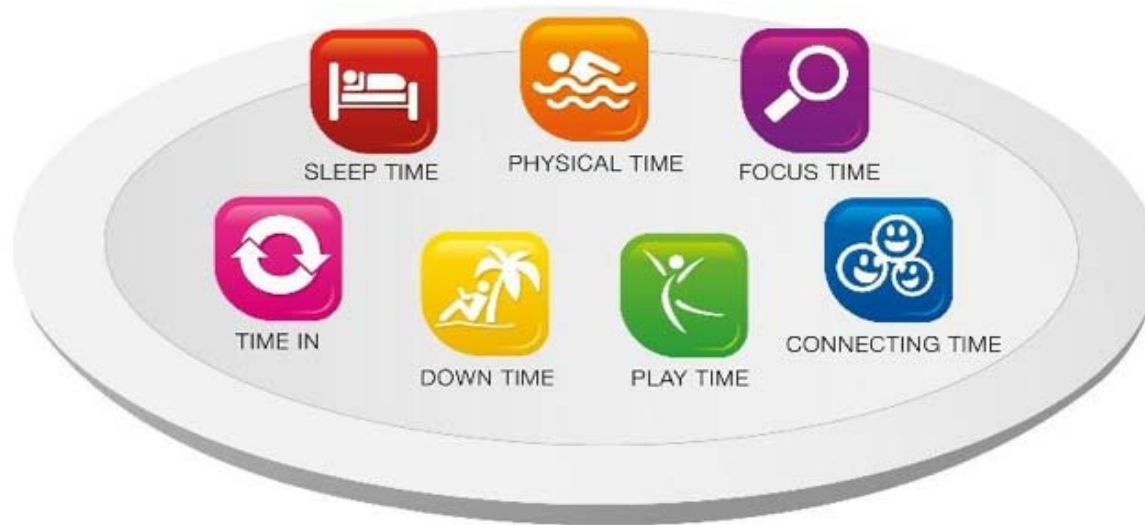 SLEEP TIME
PHYSICAL TIME
FOCUS TIME
TIME IN
DOWN TIME
PLAY TIME
CONNECTING TIME